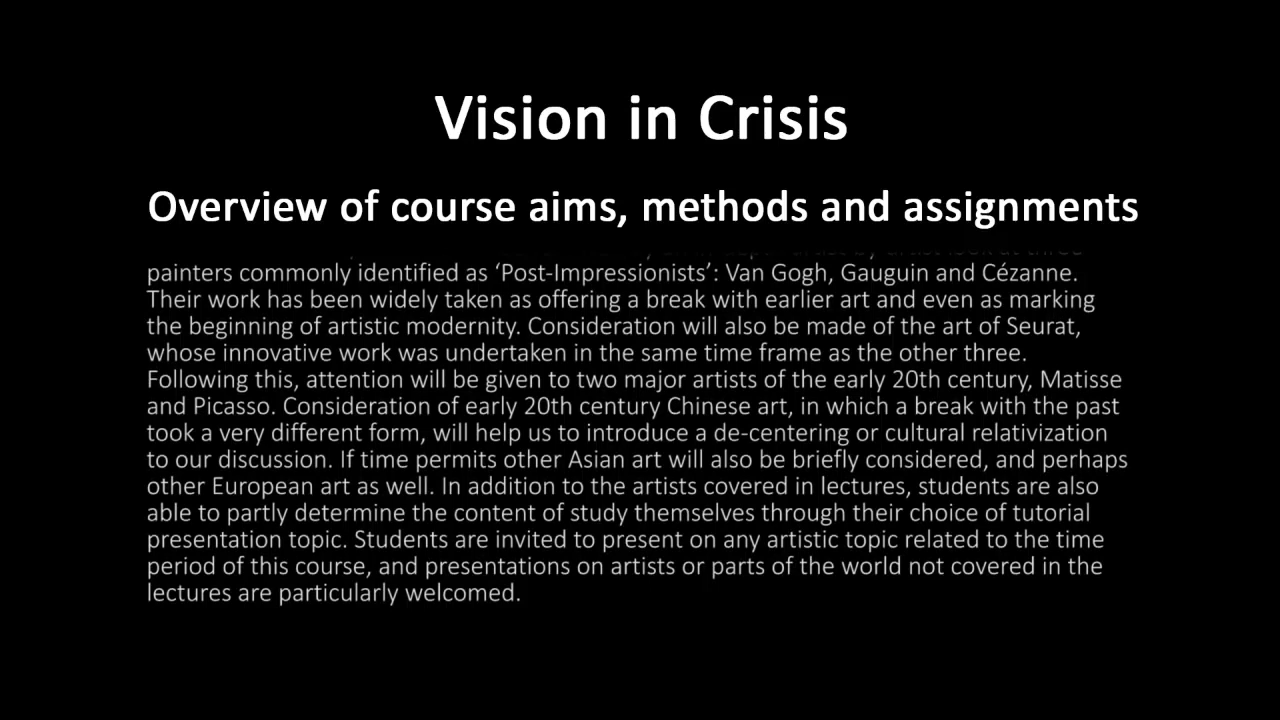 Vision in Crisis
Overview of course aims, methods and assignments
painters commonly identified as ‘Post-Impressionists’: Van Gogh, Gauguin and Cézanne.
Their work has been widely taken as offering a break with earlier art and even as marking
the beginning of artistic modernity. Consideration will also be made of the art of Seurat,
whose innovative work was undertaken in the same time frame as the other three.
Following this, attention will be given to two major artists of the early 20th century, Matisse
and Picasso. Consideration of early 20th century Chinese art, in which a break with the past
took a very different form, will help us to introduce a de-centering or cultural relativization
to our discussion. If time permits other Asian art will also be briefly considered, and perhaps
other European art as well. In addition to the artists covered in lectures, students are also
able to partly determine the content of study themselves through their choice of tutorial
presentation topic. Students are invited to present on any artistic topic related to the time
period of this course, and presentations on artists or parts of the world not covered in the
lectures are particularly welcomed.